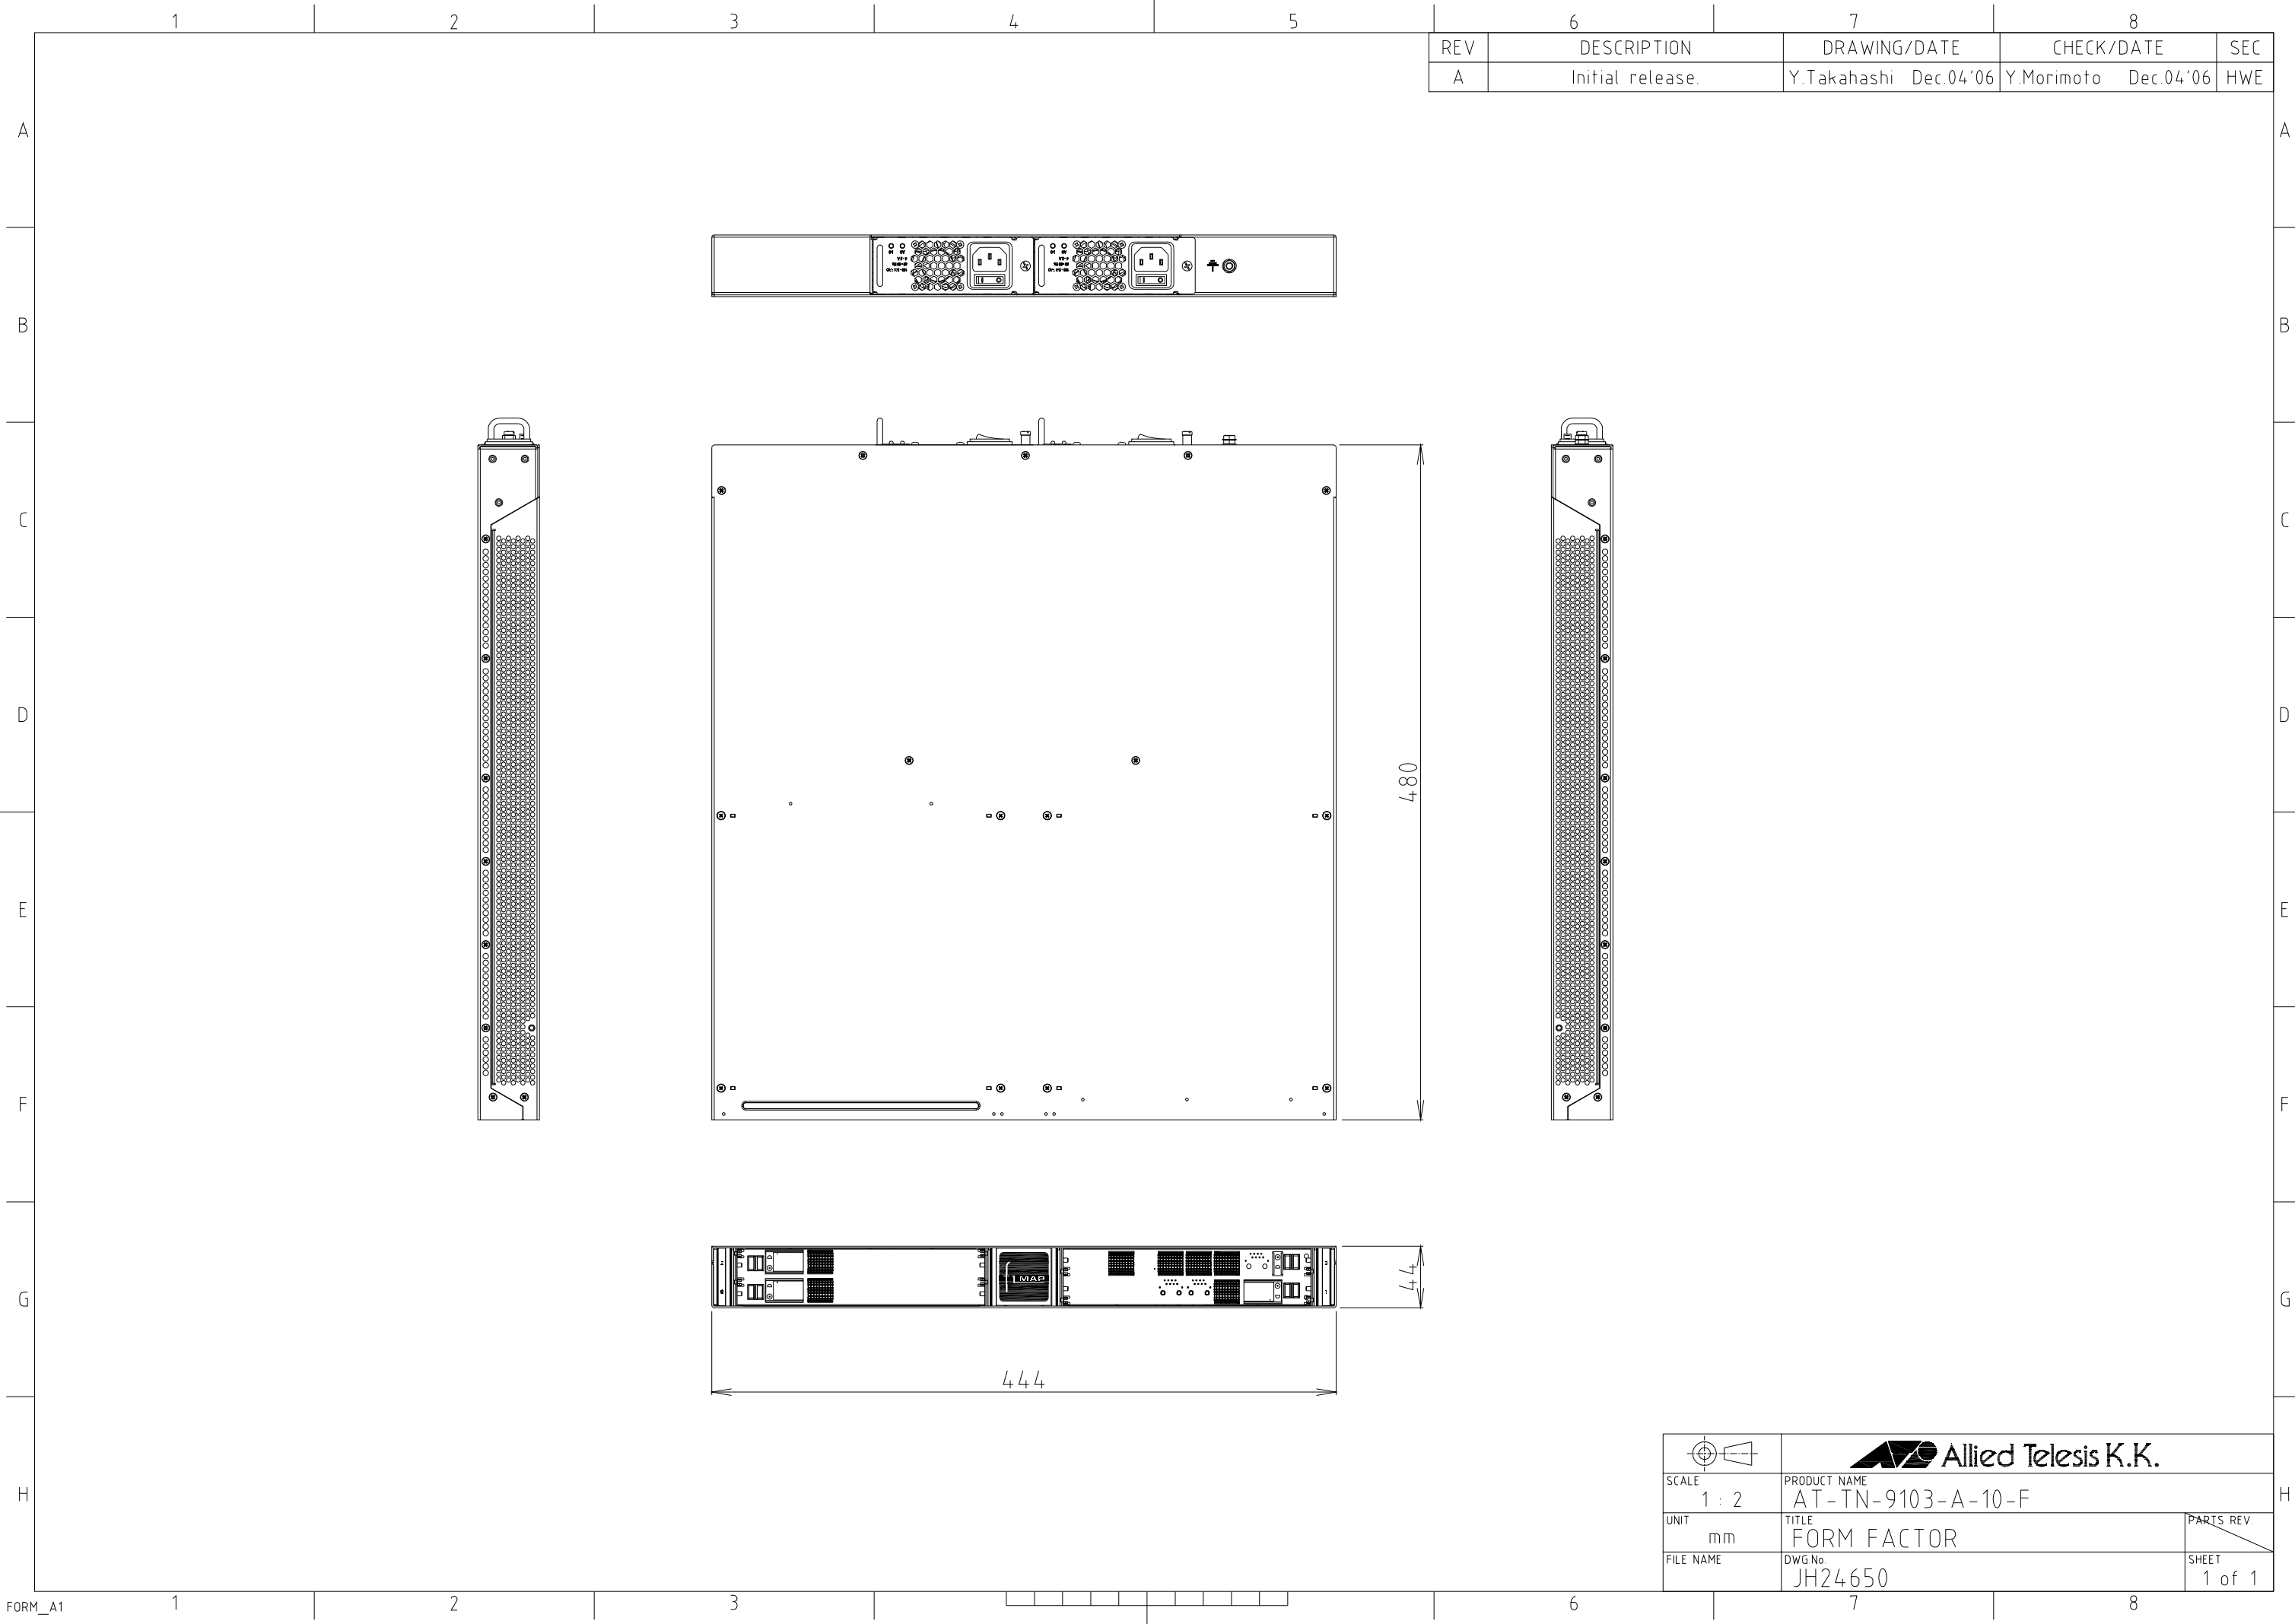 1 2 3 4 5 6 7 8
REV DESCRIPTION DRAWING/DATE CHECK/DATE SEC
A Initial release. Y.Takahashi Dec.04'06 Y.Morimoto Dec.04'06 HWE
A A
B B
C C
D D
480
E E
F F
MAP
44
G G
444
Allied Telesis K.K.
SCALE PRODUCT NAME
1 : 2 AT-TN-9103-A-10-F
H H
UNIT TITLE PARTS REV.
mm FORM FACTOR
FILE NAME DWG.No. SHEET
JH24650 1 of 1
FORM_A1 1 2 3 6 7 8